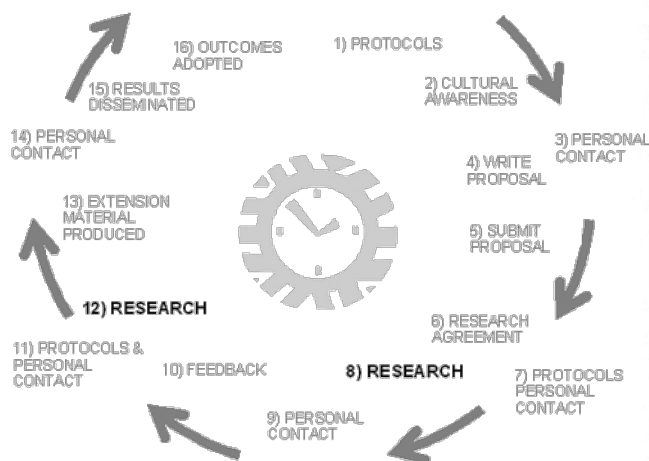 1) PROTOCOLS
2) CULTURAL
AWARENESS
3) PERSONAL
CONTACT
4) WRITE
PROPOSAL
5) SUBMIT
PROPOSAL
6) RESEARCH
AGREEMENT
7) PROTOCOLS
PERSONAL
CONTACT
8) RESEARCH
9) PERSONAL
CONTACT
10) FEEDBACK
11) PROTOCOLS &
PERSONAL
CONTACT
12) RESEARCH
13) EXTENSION
MATERIAL
PRODUCED
14) PERSONAL
CONTACT
15) RESULTS
DISSEMINATED
16) OUTCOMES
ADOPTED